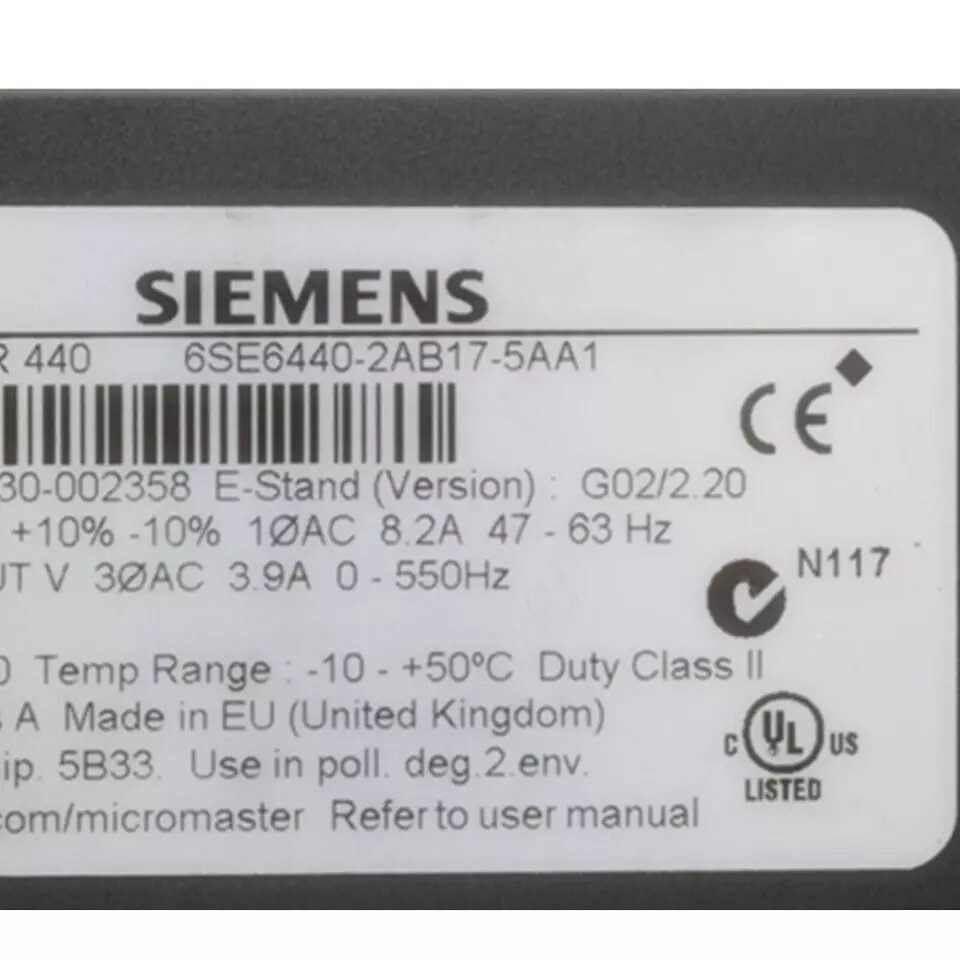 SIEMENS
R 440 6SE6440-2AB17-5AA1
CE
30-002358 E-Stand (Version) : G02/2.20
+10% -10% 1ØAC 8.2A 47 - 63 Hz
UT V 3ØAC 3.9A 0 - 550Hz
N117
0 Temp Range : -10 - +50ºC Duty Class II
A Made in EU (United Kingdom)
C UL US
LISTED
ip. 5B33. Use in poll. deg.2.env.
com/micromaster Refer to user manual